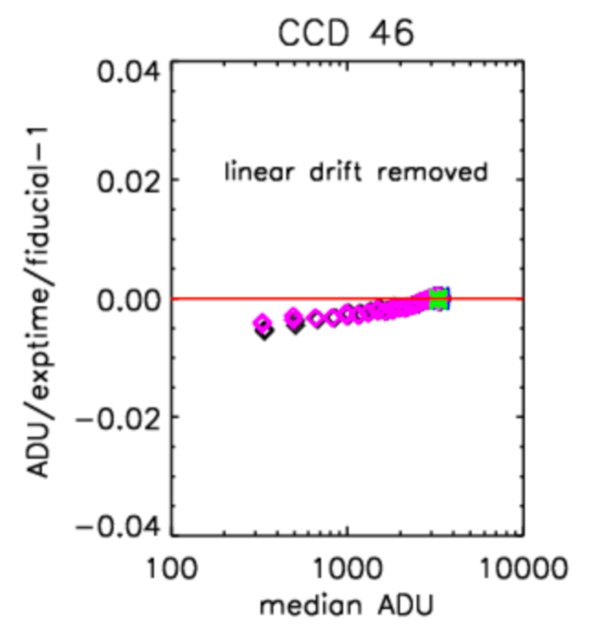 CCD 46
0.04
linear drift removed
0.02
0.00
−0.02
−0.04
ADU/exptime/fiducial−1
100 1000 10000
median ADU